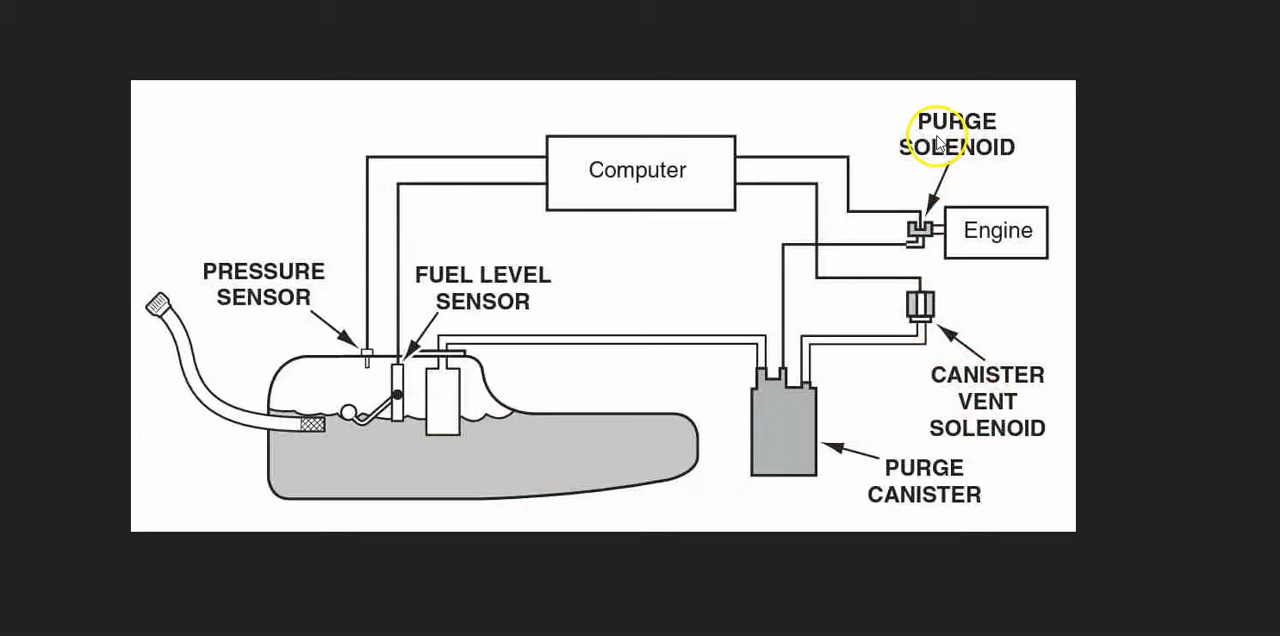 PURGE
SOLENOID
Computer
Engine
PRESSURE
SENSOR
FUEL LEVEL
SENSOR
CANISTER
VENT
SOLENOID
PURGE
CANISTER